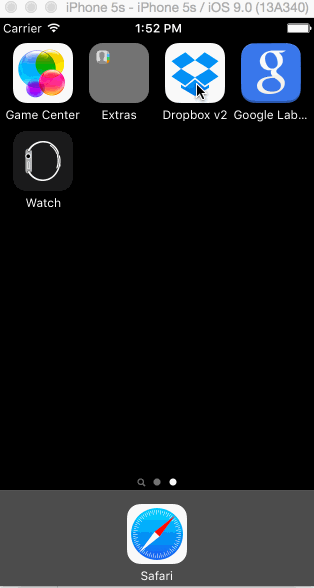 iPhone 5s - iPhone 5s / iOS 9.0 (13A340)
Carrier 1:52 PM
Game Center Extras Dropbox v2 Google Lab...
Watch
Safari